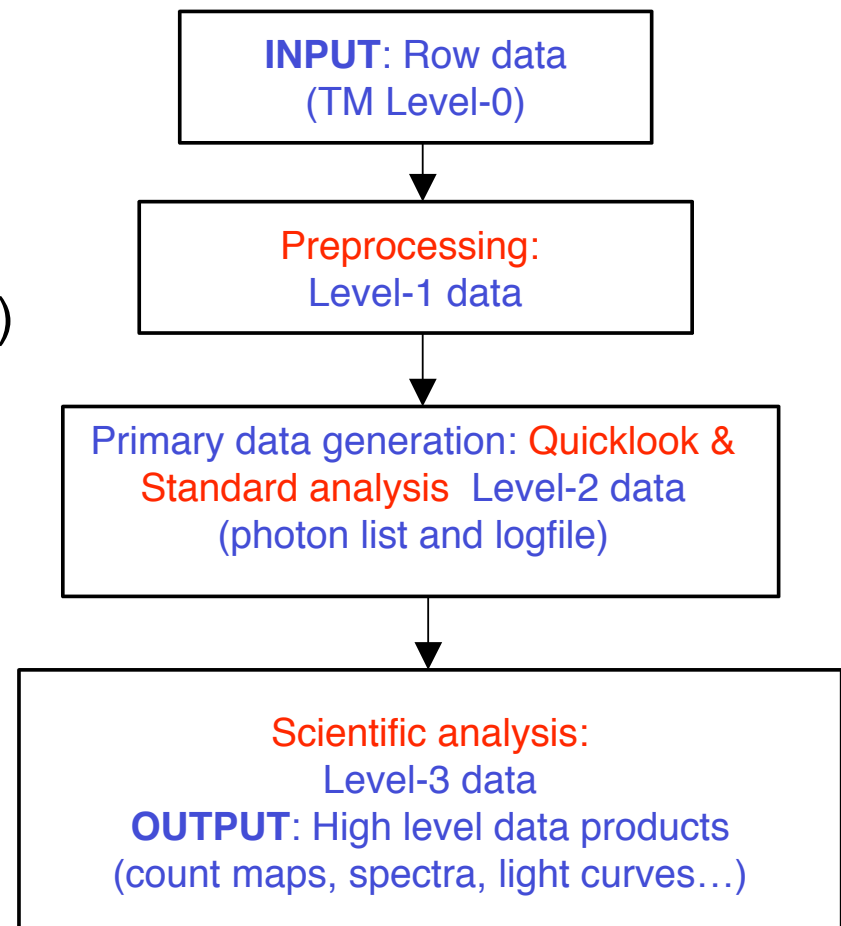 INPUT: Row data
(TM Level-0)
Preprocessing:
Level-1 data
)
Primary data generation: Quicklook &
Standard analysis Level-2 data
(photon list and logfile)
Scientific analysis:
Level-3 data
OUTPUT: High level data products
(count maps, spectra, light curves…)